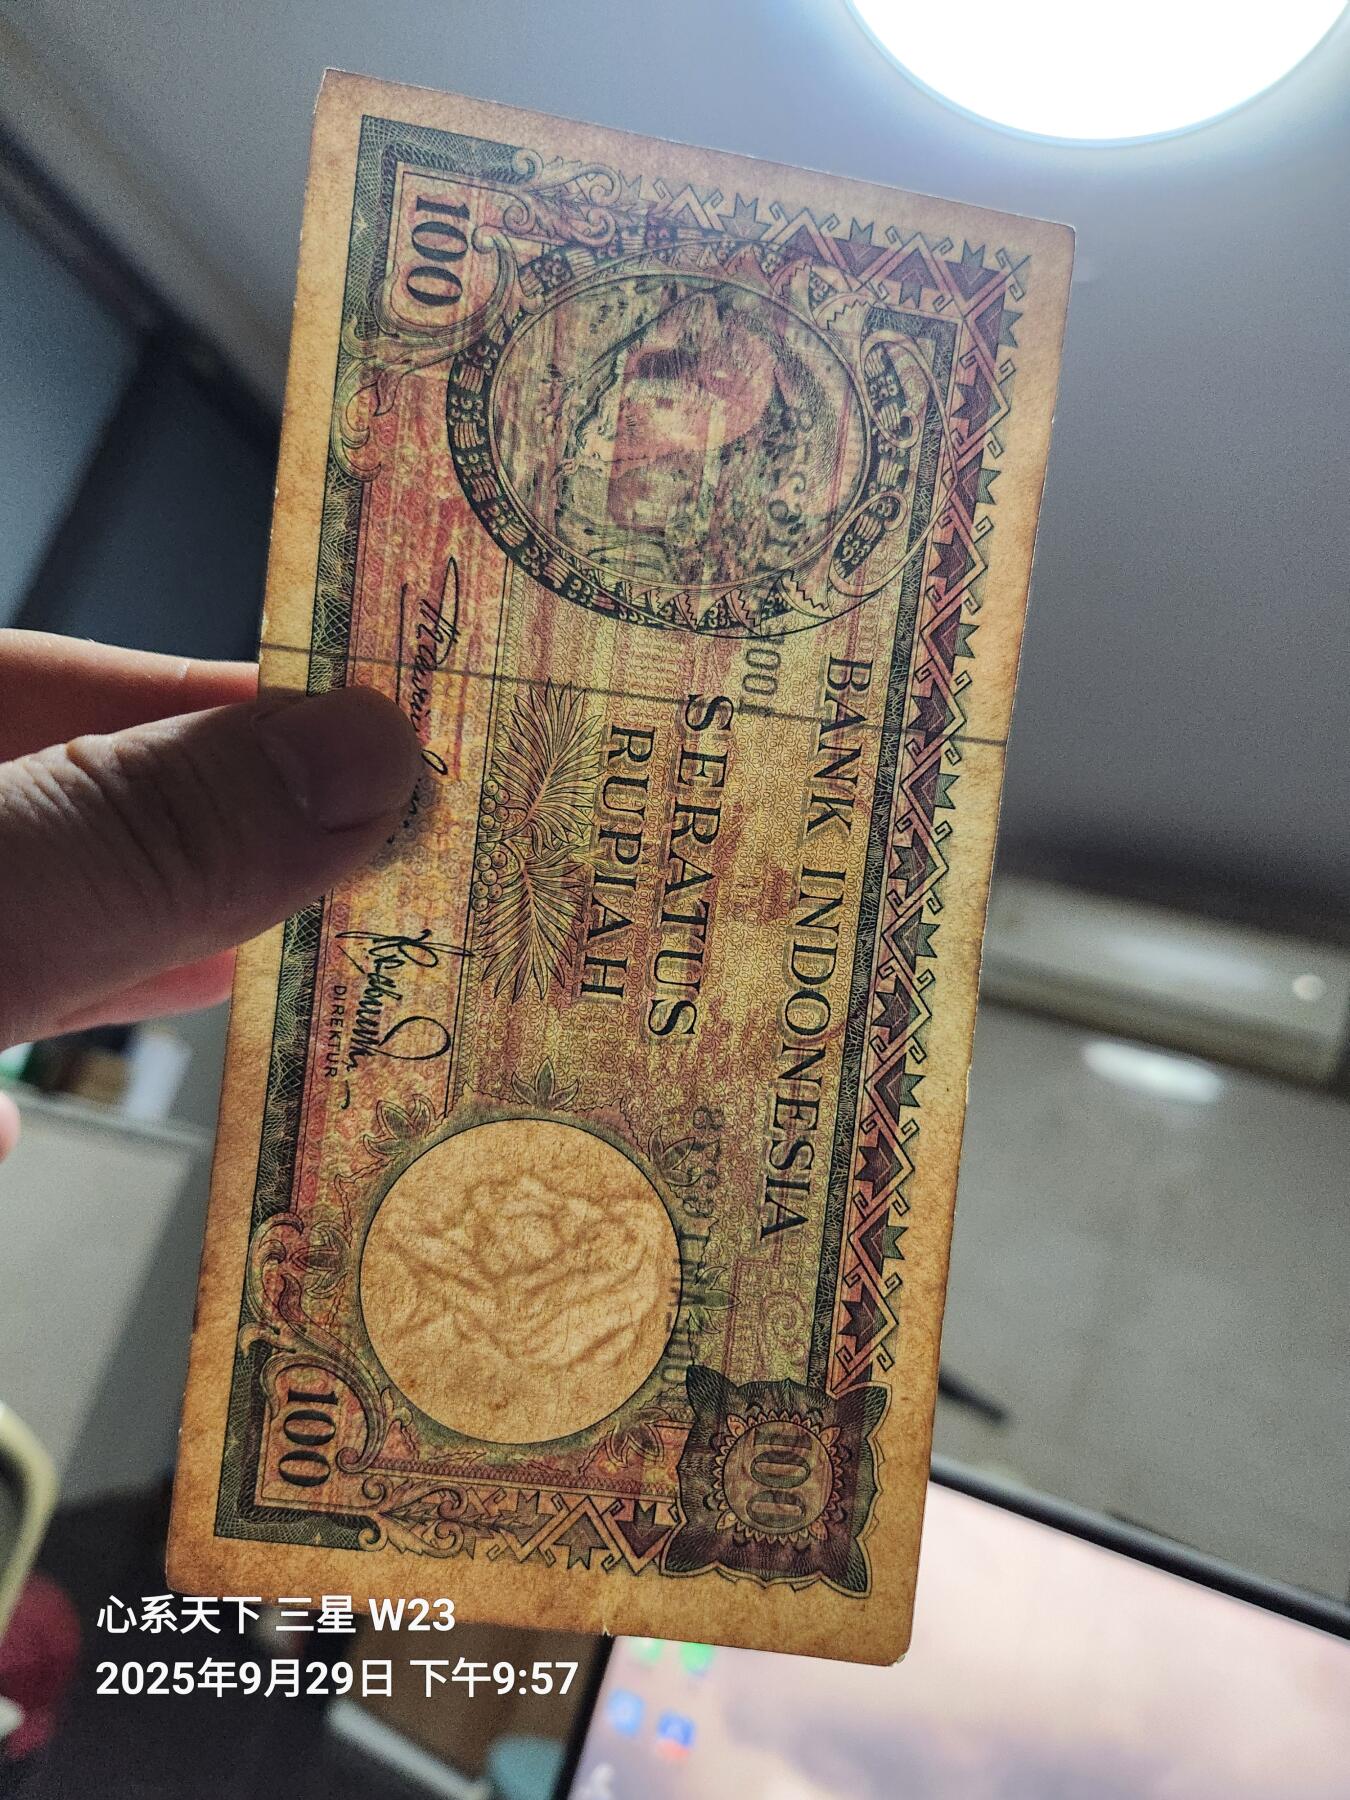 100
BANK INDONESIA
SERATUS
RUPIAH
DIREKTUR
100
100
心系天下 三星 W23
2025年9月29日 下午9:57